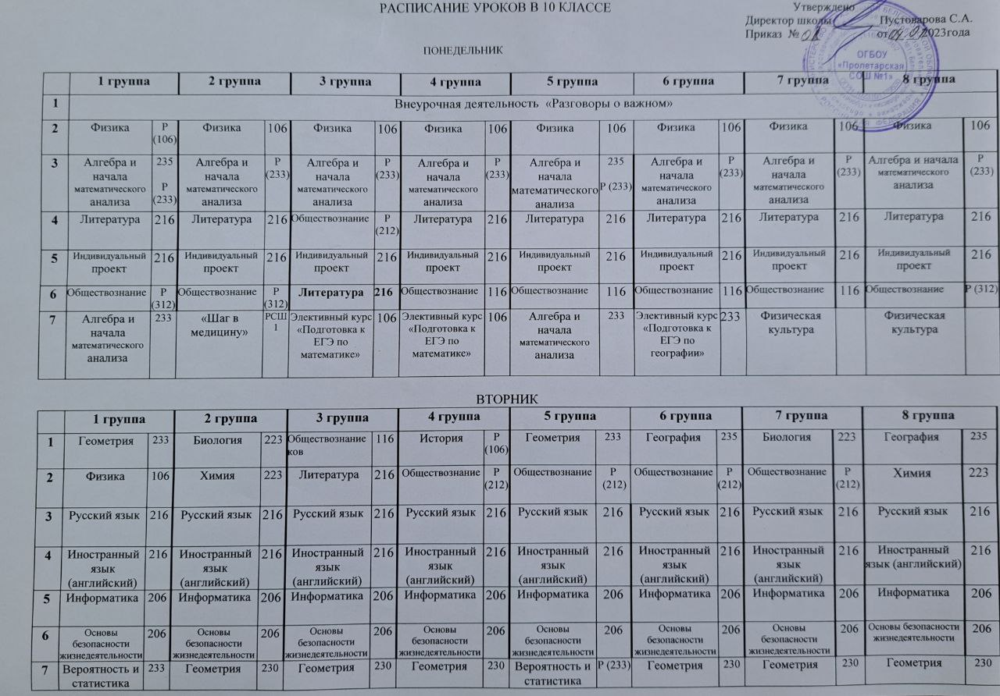 РАСПИСАНИЕ УРОКОВ В 10 КЛАССЕ
Утверждено
Директор школы Пустоварова С.А.
Приказ № от 2023года
ОГБОУ
«Пролетарская
СОШ №1»
ПОНЕДЕЛЬНИК
1 группа 2 группа 3 группа 4 группа 5 группа 6 группа 7 группа 8 группа
1 Внеурочная деятельность «Разговоры о важном»
2 Физика Р Физика 106 Физика 106 Физика 106 Физика 106 Физика 106 Физика 106 Физика 106
(106)
3 Алгебра и 235 Алгебра и Р Алгебра и Р Алгебра и Р Алгебра и 235 Алгебра и Р Алгебра и Р Алгебра и начала Р
начала начала (233) начала (233) начала (233) начала начала (233) начала (233) математического (233)
математического Р математического математического математического математического Р (233) математического математического анализа
анализа (233) анализа анализа анализа анализа анализа анализа
4 Литература 216 Литература 216 Обществознание Р Литература 216 Литература 216 Литература 216 Литература 216 Литература 216
(212)
5 Индивидуальный 216 Индивидуальный 216 Индивидуальный 216 Индивидуальный 216 Индивидуальный 216 Индивидуальный 216 Индивидуальный 216 Индивидуальный 216
проект проект проект проект проект проект проект проект
6 Обществознание Р Обществознание Р Литература 216 Обществознание 116 Обществознание 116 Обществознание 116 Обществознание 116 Обществознание Р (312)
(312) (312)
7 Алгебра и 233 «Шаг в РСШ Элективный курс 106 Элективный курс 106 Алгебра и 233 Элективный курс 233 Физическая Физическая
начала медицину» 1 «Подготовка к «Подготовка к начала «Подготовка к культура культура
математического ЕГЭ по ЕГЭ по математического ЕГЭ по
анализа математике» математике» анализа географии»
ВТОРНИК
1 группа 2 группа 3 группа 4 группа 5 группа 6 группа 7 группа 8 группа
1 Геометрия 233 Биология 223 Обществознание 116 История Р Геометрия 233 География 235 Биология 223 География 235
ков (106)
2 Физика 106 Химия 223 Литература 216 Обществознание Р Обществознание Р Обществознание Р Обществознание Р Химия 223
(212) (212) (212) (212)
3 Русский язык 216 Русский язык 216 Русский язык 216 Русский язык 216 Русский язык 216 Русский язык 216 Русский язык 216 Русский язык 216
4 Иностранный 216 Иностранный 216 Иностранный 216 Иностранный 216 Иностранный 216 Иностранный 216 Иностранный 216 Иностранный 216
язык язык язык язык язык язык язык язык (английский)
(английский) (английский) (английский) (английский) (английский) (английский) (английский)
5 Информатика 206 Информатика 206 Информатика 206 Информатика 206 Информатика 206 Информатика 206 Информатика 206 Информатика 206
6 Основы 206 Основы 206 Основы 206 Основы 206 Основы 206 Основы 206 Основы 206 Основы безопасности 206
безопасности безопасности безопасности безопасности безопасности безопасности безопасности жизнедеятельности
жизнедеятельности жизнедеятельности жизнедеятельности жизнедеятельности жизнедеятельности жизнедеятельности жизнедеятельности
7 Вероятность и 233 Геометрия 230 Геометрия 230 Геометрия 230 Вероятность и Р (233) Геометрия 230 Геометрия 230 Геометрия 230
статистика статистика